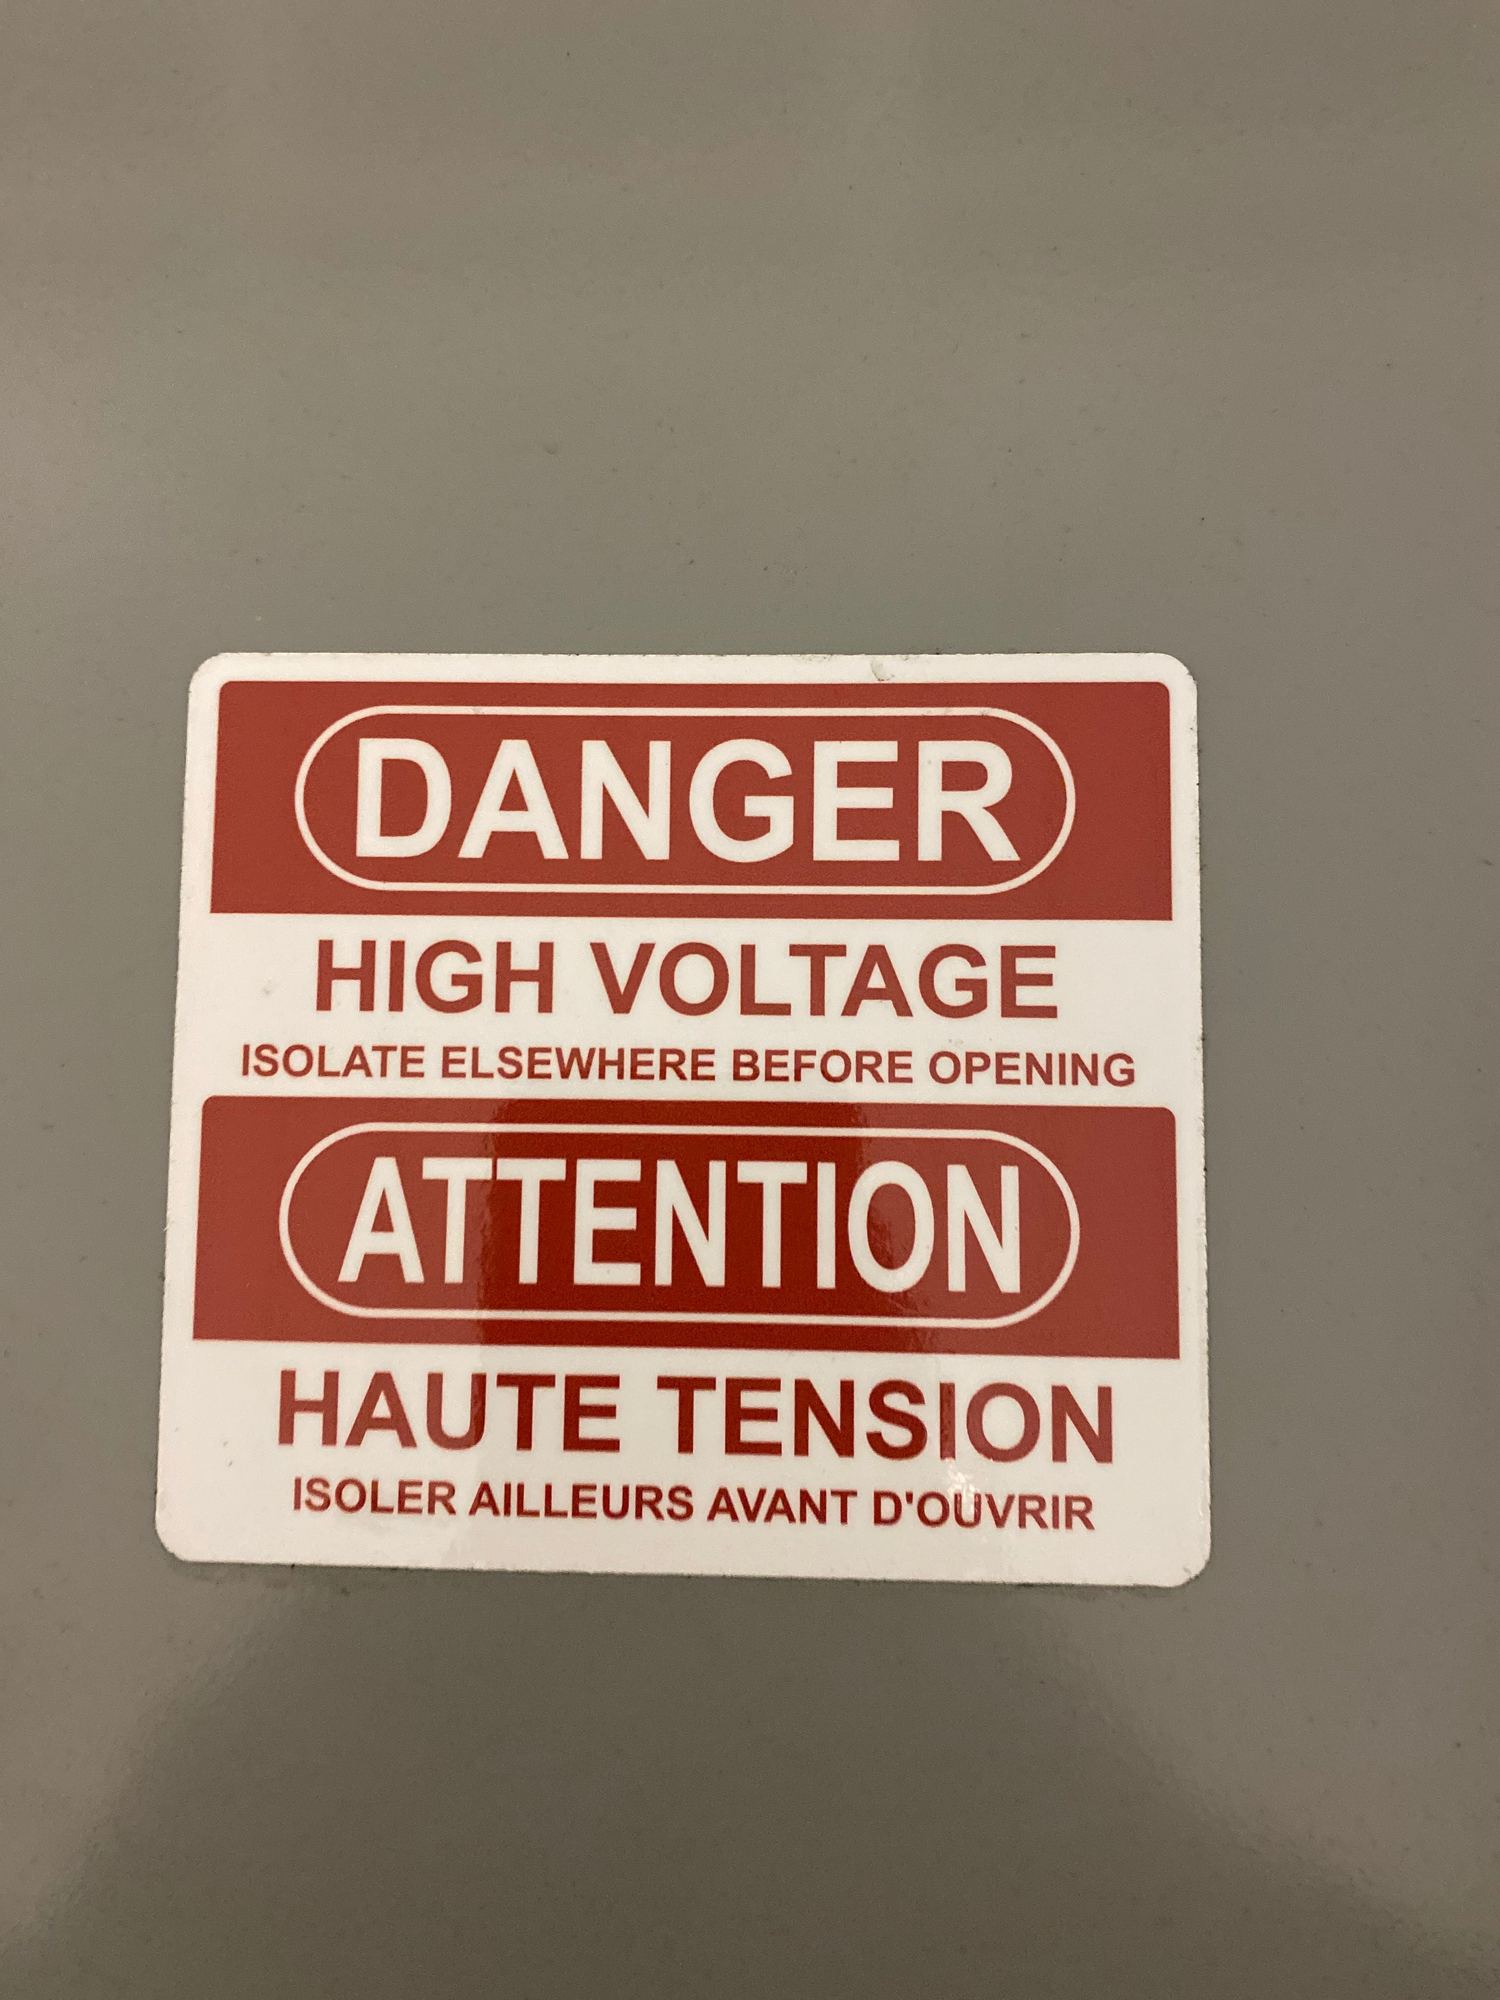 DANGER
HIGH VOLTAGE
ISOLATE ELSEWHERE BEFORE OPENING
ATTENTION
HAUTE TENSION
ISOLER AILLEURS AVANT D'OUVRIR